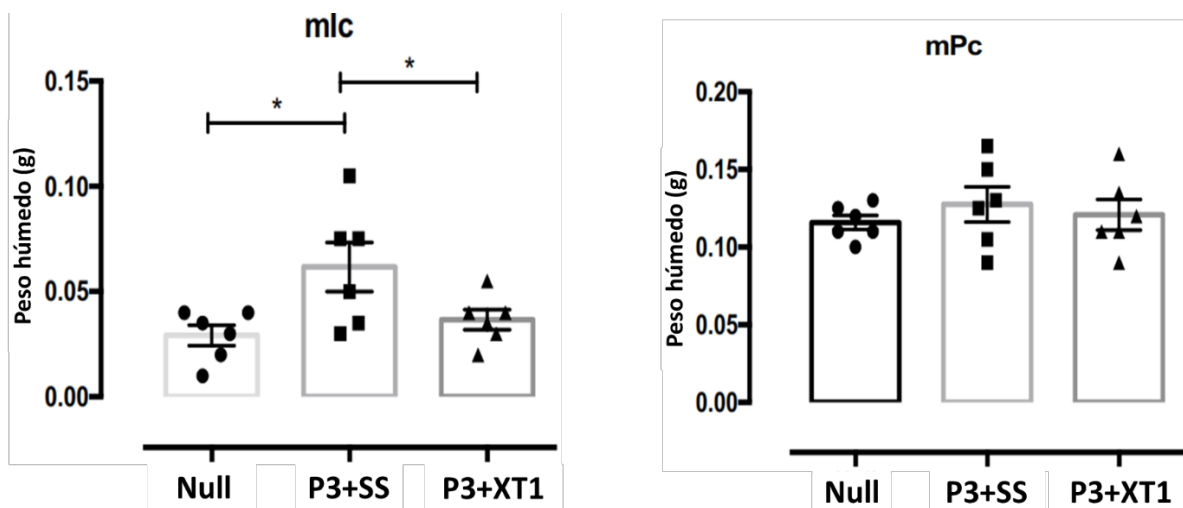 mIc
*
*
0.15
0.10
0.05
0.00
Peso húmedo (g)
Null P3+SS P3+XT1
mPc
0.20
0.15
0.10
0.05
0.00
Peso húmedo (g)
Null P3+SS P3+XT1